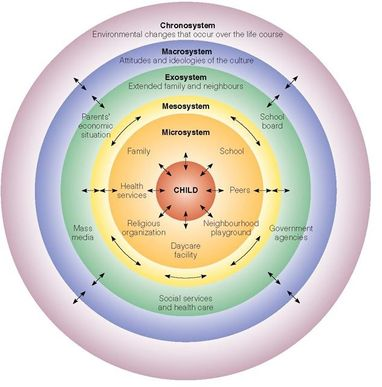 Chronosystem
Environmental changes that occur over the life course
Macrosystem
Attitudes and ideologies of the culture
Exosystem
Extended family and neighbours
Mesosystem
Microsystem
Parents'
economic
situation
School
board
Family
School
Health
services
CHILD
Peers
Religious
organization
Neighbourhood
playground
Daycare
facility
Mass
media
Government
agencies
Social services
and health care